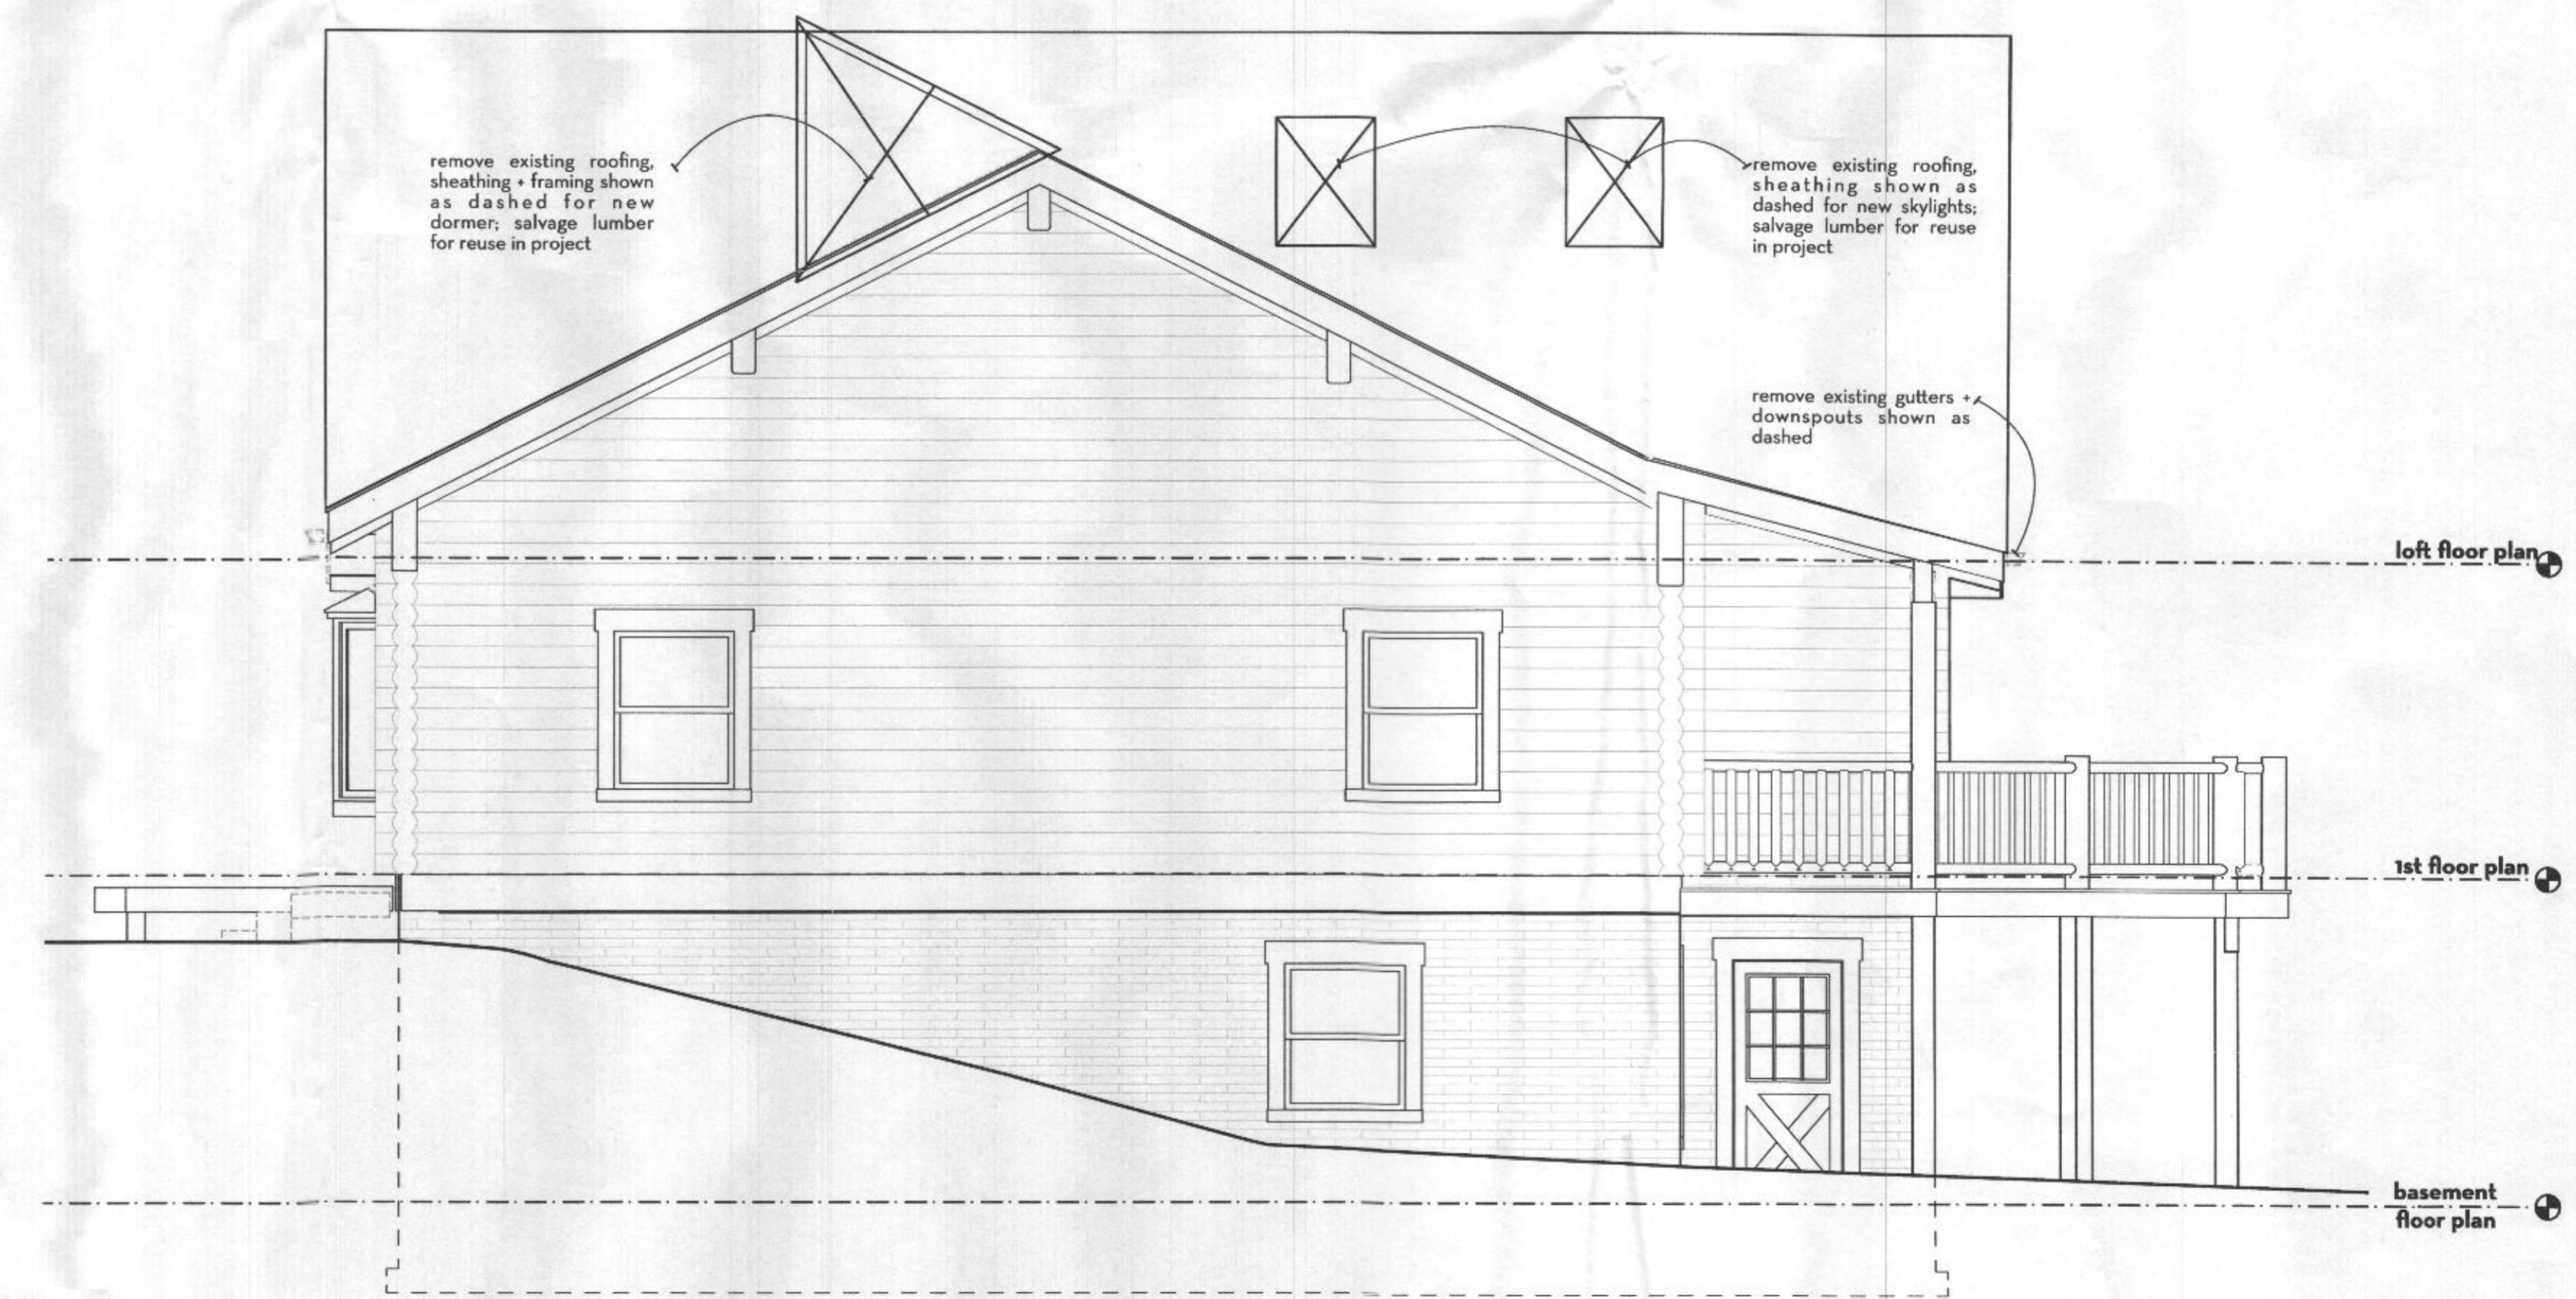 remove existing roofing,
sheathing + framing shown
as dashed for new
dormer; salvage lumber
for reuse in project
remove existing roofing,
sheathing shown as
dashed for new skylights;
salvage lumber for reuse
in project
remove existing gutters +
downspouts shown as
dashed
loft floor plan
1st floor plan
basement
floor plan